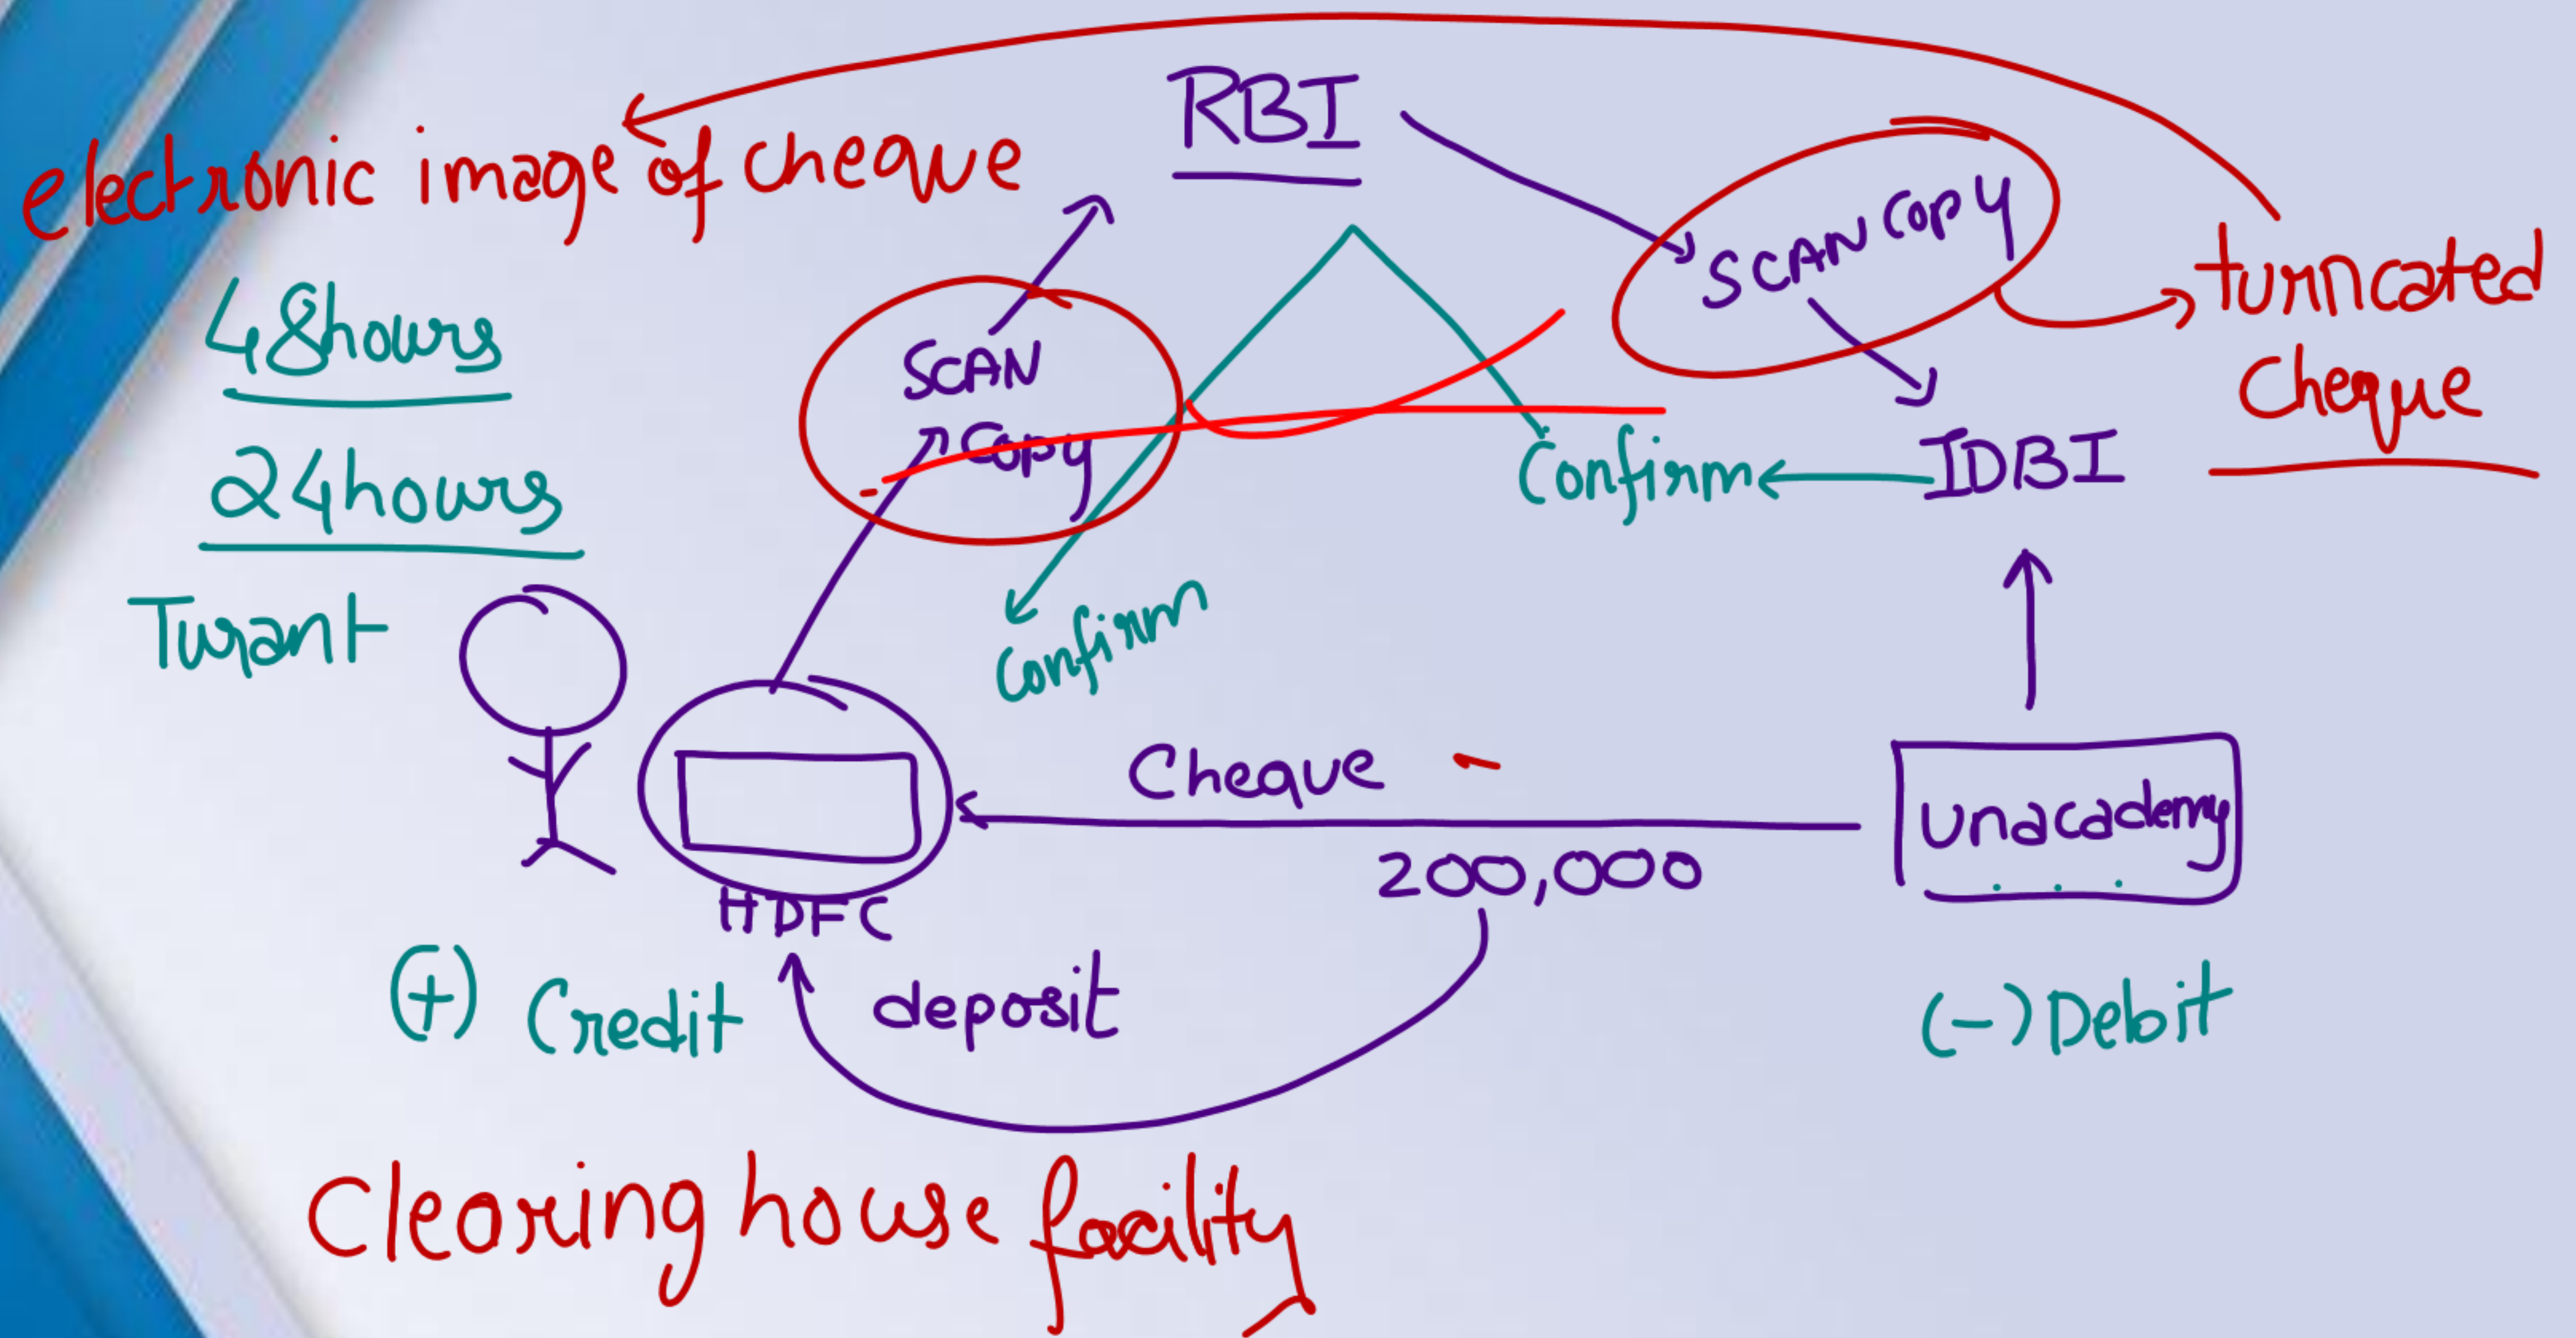 RBI
electronic image of cheque
SCAN Copy
turncated
Cheque
48hours
SCAN
Copy
24hours
Confirm
IDBI
Turant
Confirm
Cheque
unacademy
200,000
HDFC
(+) Credit
deposit
(-) Debit
Clearing house facility